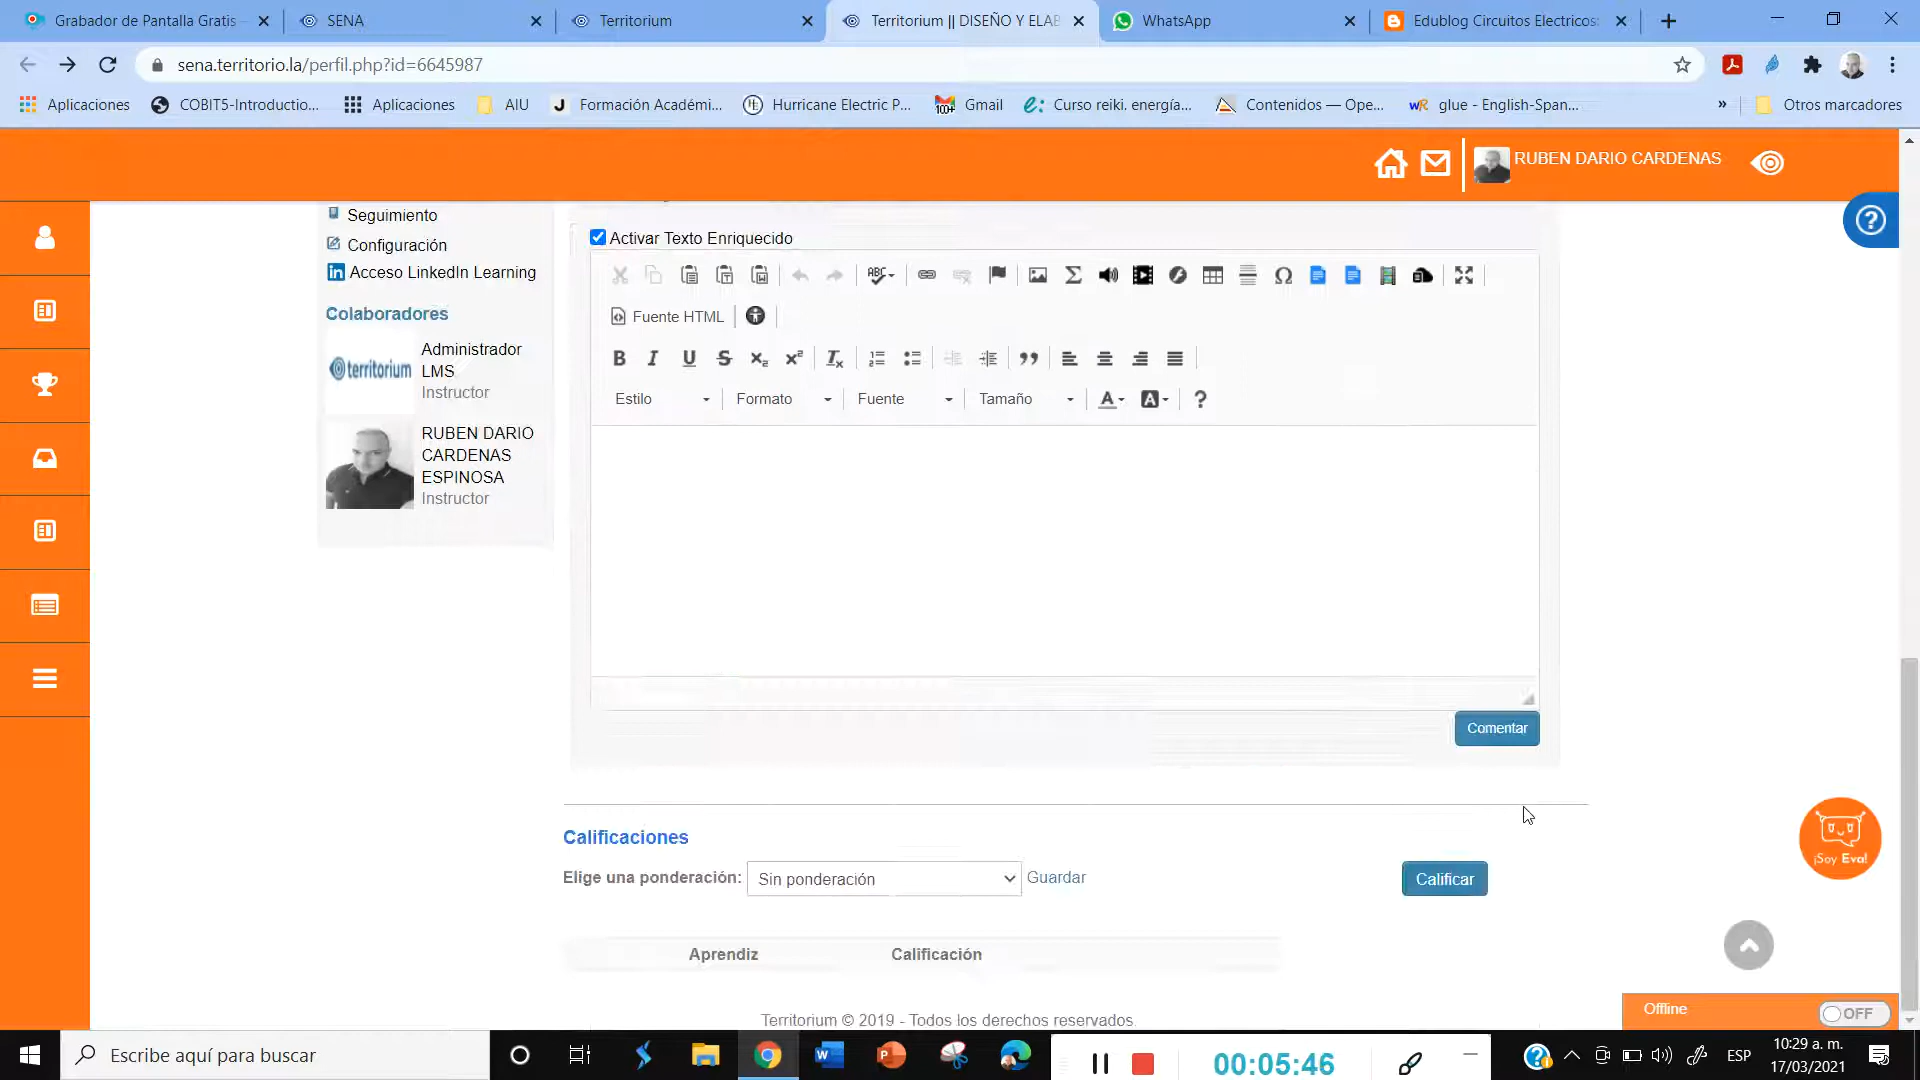 Grabador de Pantalla Gratis
SENA
Territorium
Territorium || DISEÑO Y ELAB
WhatsApp
Edublog Circuitos Electricos:
sena.territorio.la/perfil.php?id=6645987
Aplicaciones
COBIT5-Introductio...
Aplicaciones
AIU
Formación Académi...
Hurricane Electric P...
Gmail
Curso reiki. energía...
Contenidos — Ope...
glue - English-Span...
»
Otros marcadores
RUBEN DARIO CARDENAS
Seguimiento
Configuración
Acceso LinkedIn Learning
Colaboradores
territorium
Administrador
LMS
Instructor
RUBEN DARIO
CARDENAS
ESPINOSA
Instructor
Activar Texto Enriquecido
Fuente HTML
Estilo
Formato
Fuente
Tamaño
Comentar
Calificaciones
Elige una ponderación:
Sin ponderación
Guardar
Calificar
¡Soy Eva!
Aprendiz
Calificación
Territorium © 2019 - Todos los derechos reservados.
Offline
OFF
Escribe aquí para buscar
00:05:46
ESP
10:29 a. m.
17/03/2021